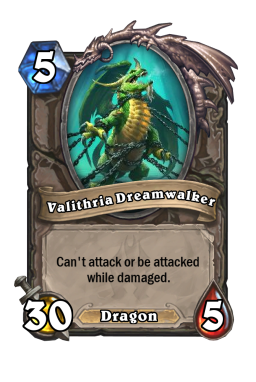 5
Valithria Dreamwalker
Can't attack or be attacked
while damaged.
30
Dragon
5